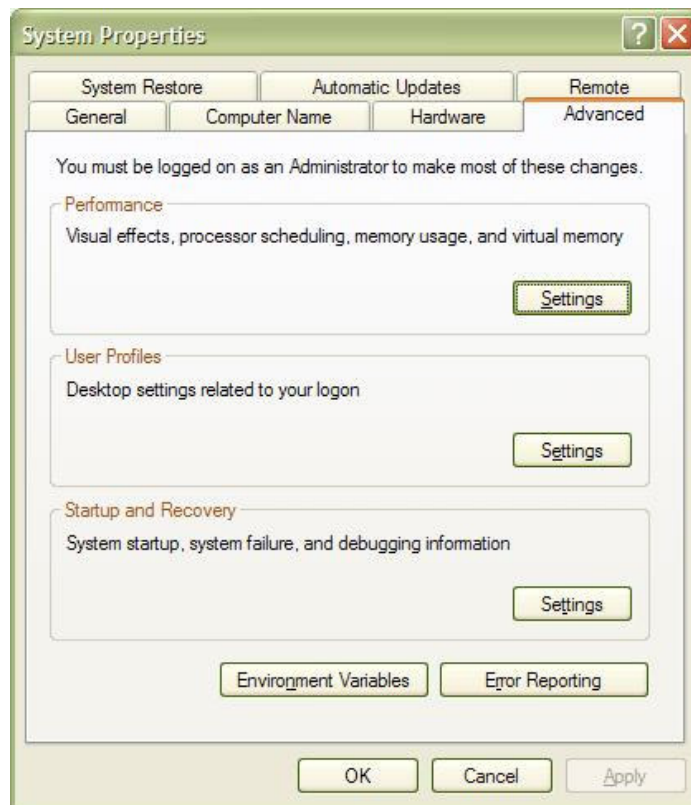 System Properties
System Restore Automatic Updates Remote
General Computer Name Hardware Advanced
You must be logged on as an Administrator to make most of these changes.
Performance
Visual effects, processor scheduling, memory usage, and virtual memory
Settings
User Profiles
Desktop settings related to your logon
Settings
Startup and Recovery
System startup, system failure, and debugging information
Settings
Environment Variables Error Reporting
OK Cancel Apply